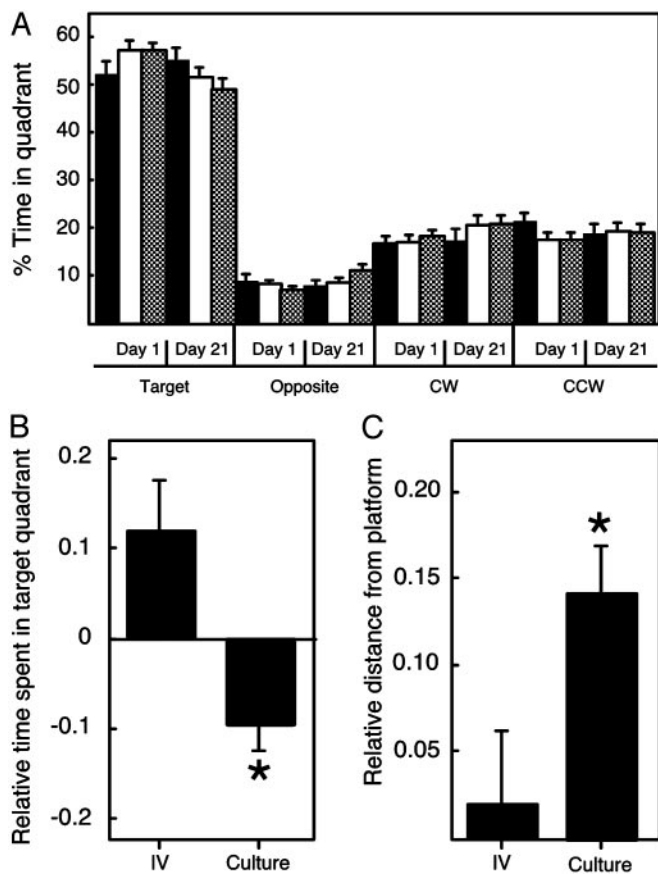 A
% Time in quadrant
60
50
40
30
20
10
Day 1 Day 21 Day 1 Day 21 Day 1 Day 21 Day 1 Day 21
Target Opposite CW CCW
B
Relative time spent in target quadrant
0.2
0.1
0
-0.1
-0.2
IV Culture
*
C
Relative distance from platform
0.20
0.15
0.10
0.05
IV Culture
*